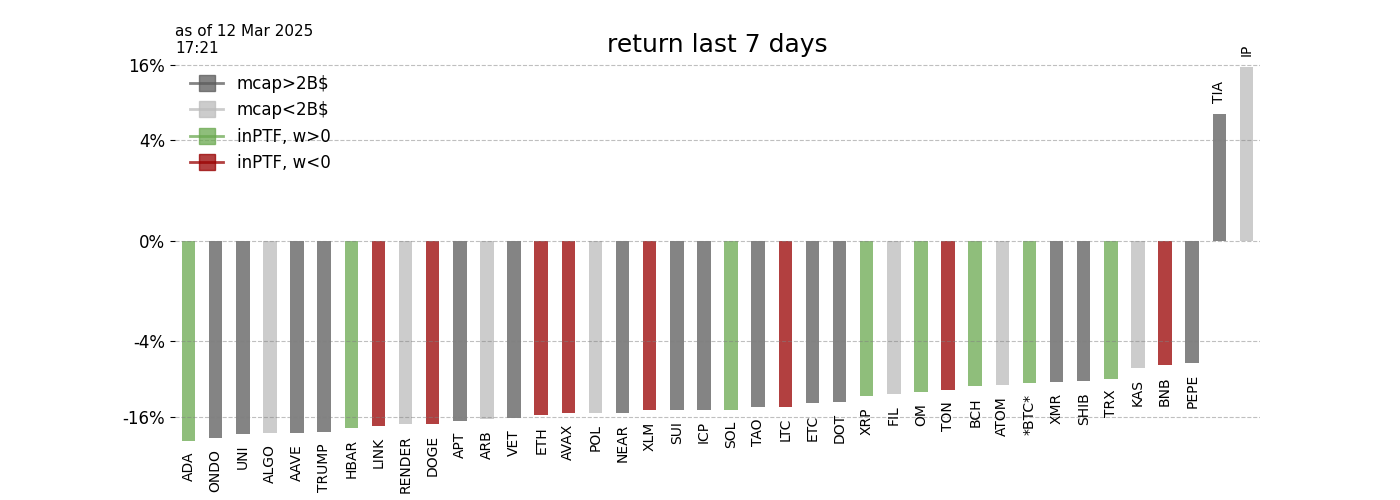 as of 12 Mar 2025
17:21
return last 7 days
16%
4%
0%
-4%
-16%
mcap>2B$
mcap<2B$
inPTF, w>0
inPTF, w<0
ADA
ONDO
UNI
ALGO
AAVE
TRUMP
HBAR
LINK
RENDER
DOGE
APT
ARB
VET
ETH
AVAX
POL
NEAR
XLM
SUI
ICP
SOL
TAO
LTC
ETC
DOT
XRP
FIL
OM
TON
BCH
ATOM
*BTC*
XMR
SHIB
TRX
KAS
BNB
PEPE
TIA
IP